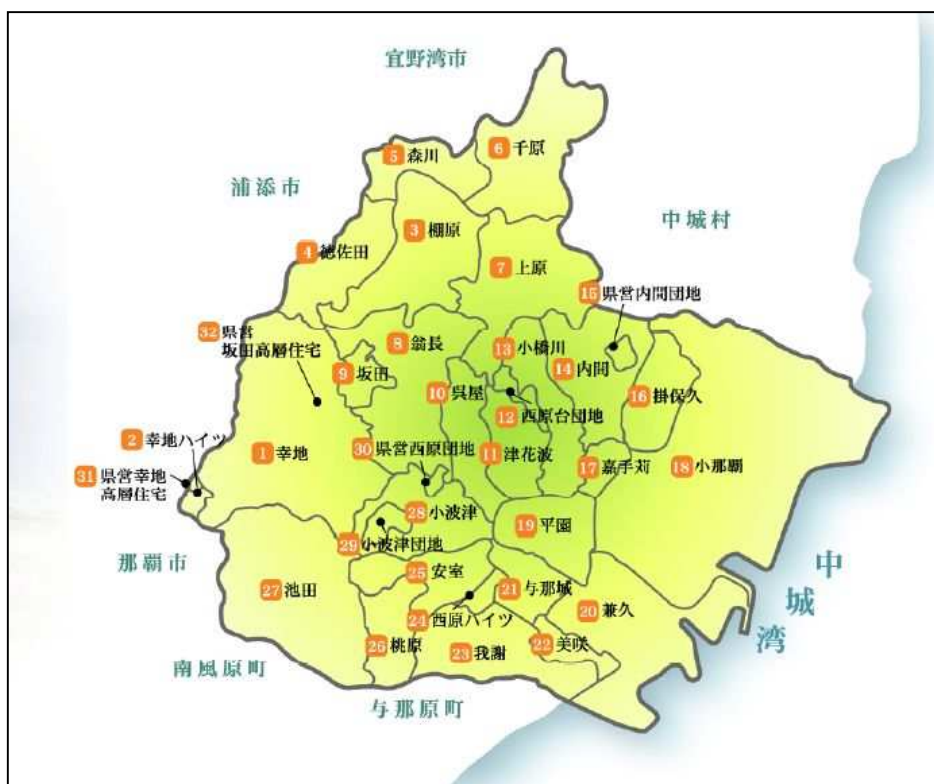 宜野湾市
6 千原
5 森川
浦添市
中城村
3 棚原
4 徳佐田
7 上原
15 県営内間団地
32 県営
坂田高層住宅
8 翁長
13 小橋川
14 内間
9 坂田
10 呉屋
16 掛保久
12 西原台団地
2 幸地ハイツ
1 幸地
30 県営西原団地
11 津花波
17 嘉手苅
18 小那覇
31 県営幸地
高層住宅
28 小波津
19 平園
29 小波津団地
那覇市
25 安室
27 池田
21 与那城
20 兼久
中城湾
24 西原ハイツ
26 桃原
23 我謝
22 美咲
南風原町
与那原町